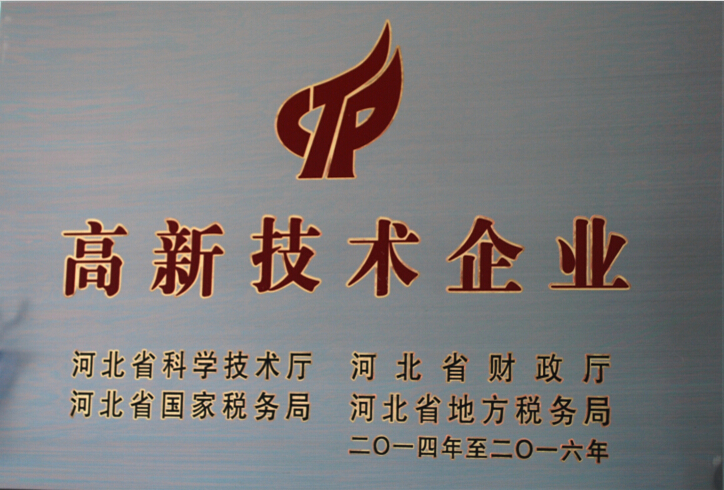 高新技术企业
河北省科学技术厅 河北省财政厅
河北省国家税务局 河北省地方税务局
二〇一四年至二〇一六年